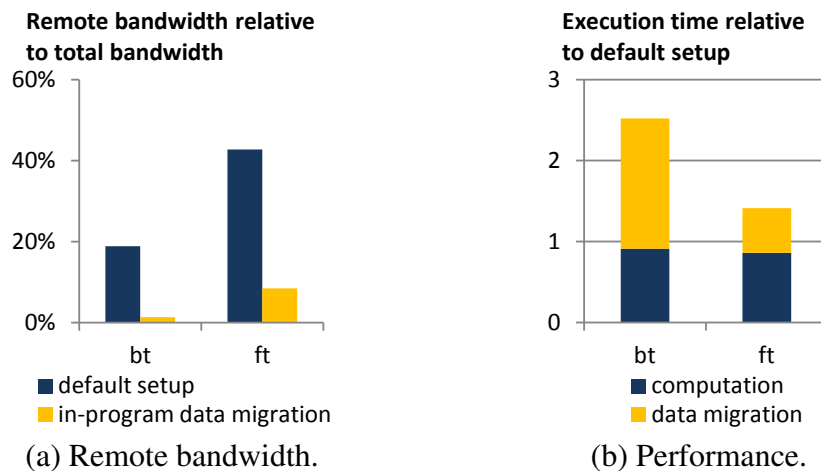 Remote bandwidth relative
to total bandwidth
60%
40%
20%
0%
bt
ft
default setup
in-program data migration
(a) Remote bandwidth.
Execution time relative
to default setup
3
2
1
0
bt
ft
computation
data migration
(b) Performance.